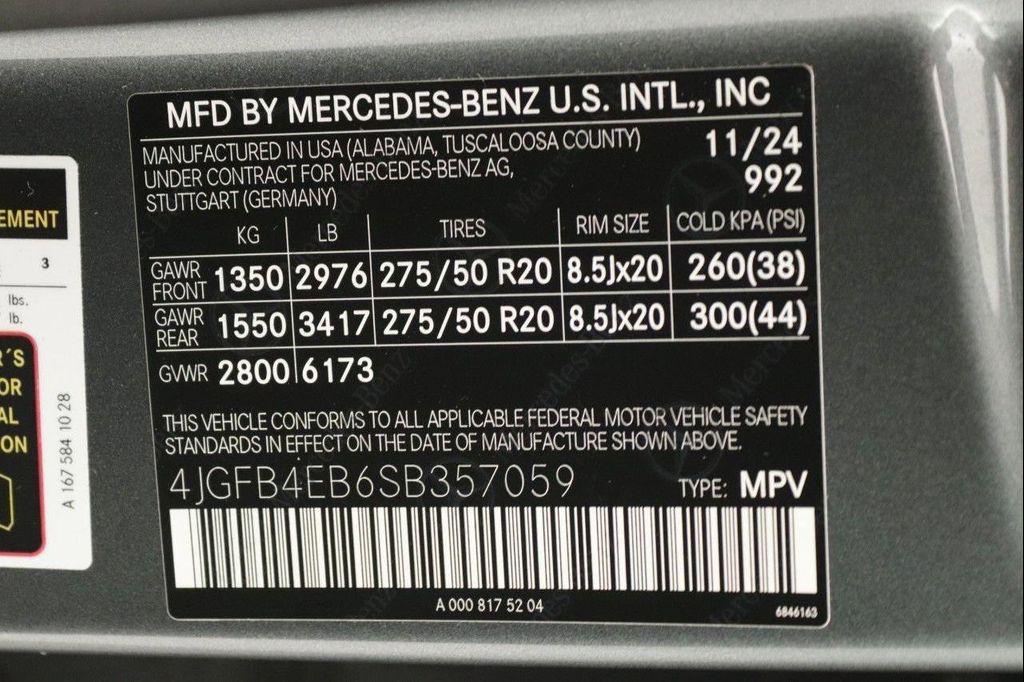 MFD BY MERCEDES-BENZ U.S. INTL., INC
MANUFACTURED IN USA (ALABAMA, TUSCALOOSA COUNTY) 11/24
UNDER CONTRACT FOR MERCEDES-BENZ AG, 992
STUTTGART (GERMANY)
KG LB TIRES RIM SIZE COLD KPA (PSI)
GAWR FRONT 1350 2976 275/50 R20 8.5Jx20 260(38)
GAWR REAR 1550 3417 275/50 R20 8.5Jx20 300(44)
GVWR 2800 6173
THIS VEHICLE CONFORMS TO ALL APPLICABLE FEDERAL MOTOR VEHICLE SAFETY
STANDARDS IN EFFECT ON THE DATE OF MANUFACTURE SHOWN ABOVE.
4JGFB4EB6SB357059 TYPE: MPV
A 000 817 52 04
6846163
EMENT
3
lbs.
lb.
R´S
OR
AL
ON
A 167 584 10 28